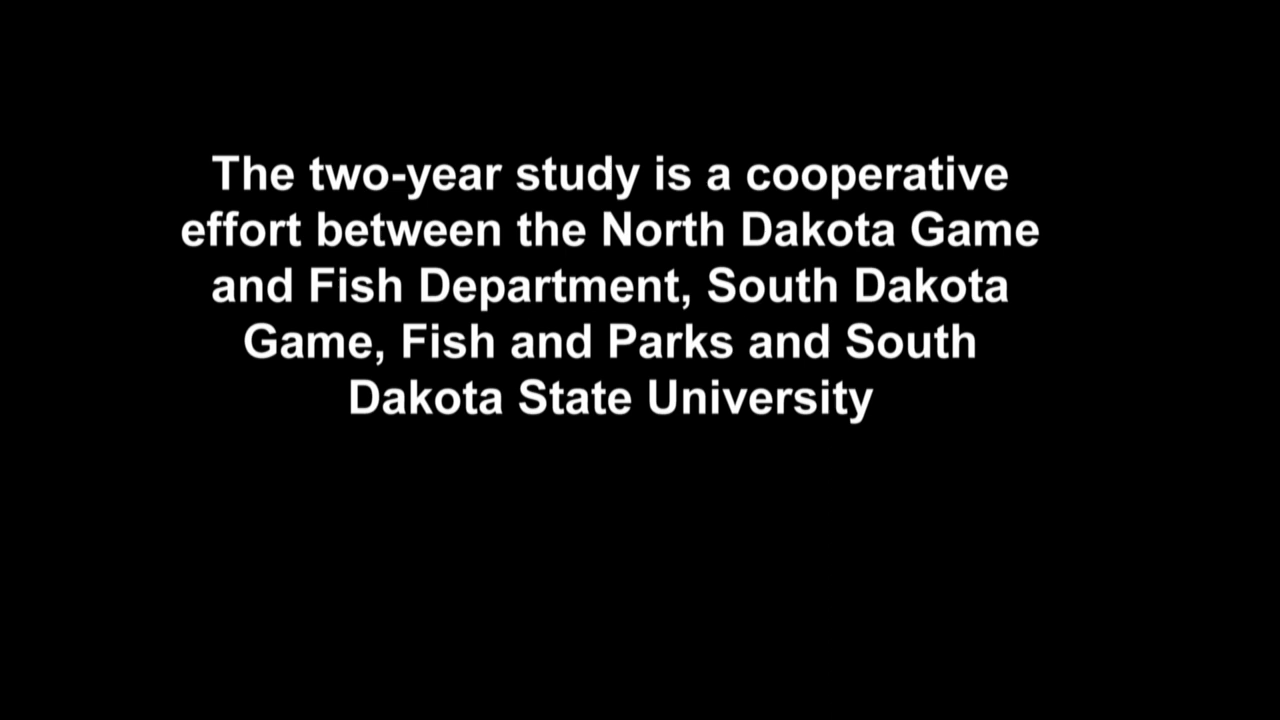 The two-year study is a cooperative
effort between the North Dakota Game
and Fish Department, South Dakota
Game, Fish and Parks and South
Dakota State University